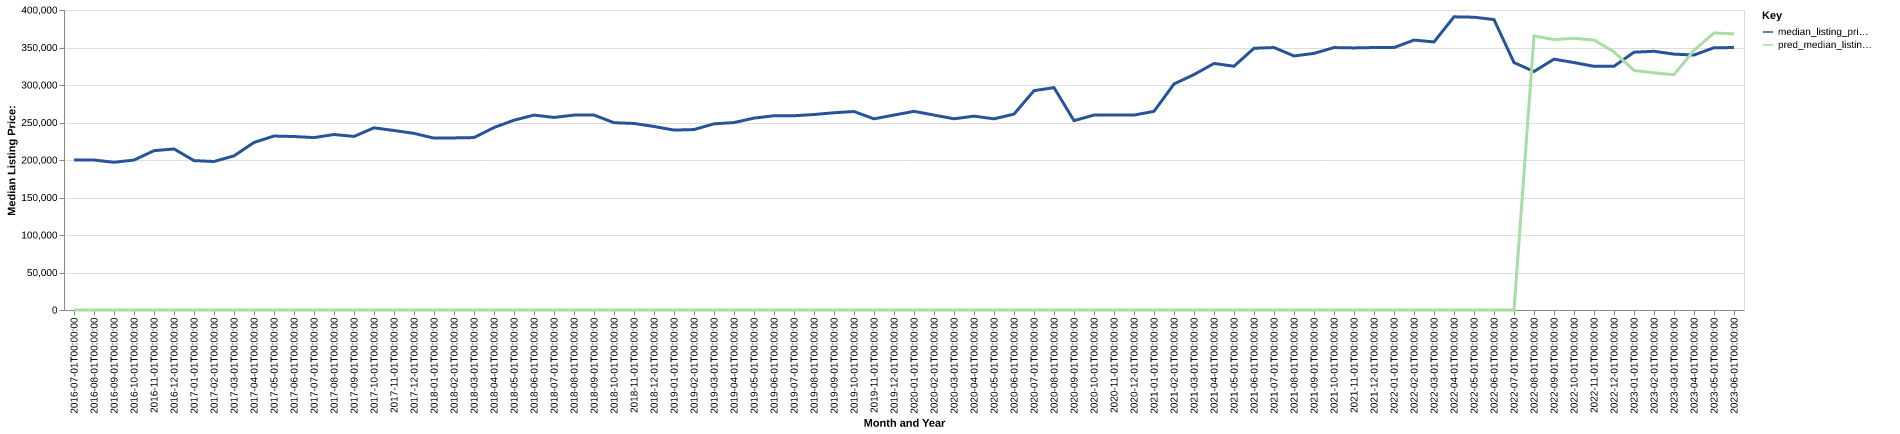 400,000
350,000
300,000
250,000
200,000
150,000
100,000
50,000
0
Median Listing Price:
2016-07-01T00:00:00
2016-08-01T00:00:00
2016-09-01T00:00:00
2016-10-01T00:00:00
2016-11-01T00:00:00
2016-12-01T00:00:00
2017-01-01T00:00:00
2017-02-01T00:00:00
2017-03-01T00:00:00
2017-04-01T00:00:00
2017-05-01T00:00:00
2017-06-01T00:00:00
2017-07-01T00:00:00
2017-08-01T00:00:00
2017-09-01T00:00:00
2017-10-01T00:00:00
2017-11-01T00:00:00
2017-12-01T00:00:00
2018-01-01T00:00:00
2018-02-01T00:00:00
2018-03-01T00:00:00
2018-04-01T00:00:00
2018-05-01T00:00:00
2018-06-01T00:00:00
2018-07-01T00:00:00
2018-08-01T00:00:00
2018-09-01T00:00:00
2018-10-01T00:00:00
2018-11-01T00:00:00
2018-12-01T00:00:00
2019-01-01T00:00:00
2019-02-01T00:00:00
2019-03-01T00:00:00
2019-04-01T00:00:00
2019-05-01T00:00:00
2019-06-01T00:00:00
2019-07-01T00:00:00
2019-08-01T00:00:00
2019-09-01T00:00:00
2019-10-01T00:00:00
2019-11-01T00:00:00
2019-12-01T00:00:00
2020-01-01T00:00:00
2020-02-01T00:00:00
2020-03-01T00:00:00
2020-04-01T00:00:00
2020-05-01T00:00:00
2020-06-01T00:00:00
2020-07-01T00:00:00
2020-08-01T00:00:00
2020-09-01T00:00:00
2020-10-01T00:00:00
2020-11-01T00:00:00
2020-12-01T00:00:00
2021-01-01T00:00:00
2021-02-01T00:00:00
2021-03-01T00:00:00
2021-04-01T00:00:00
2021-05-01T00:00:00
2021-06-01T00:00:00
2021-07-01T00:00:00
2021-08-01T00:00:00
2021-09-01T00:00:00
2021-10-01T00:00:00
2021-11-01T00:00:00
2021-12-01T00:00:00
2022-01-01T00:00:00
2022-02-01T00:00:00
2022-03-01T00:00:00
2022-04-01T00:00:00
2022-05-01T00:00:00
2022-06-01T00:00:00
2022-07-01T00:00:00
2022-08-01T00:00:00
2022-09-01T00:00:00
2022-10-01T00:00:00
2022-11-01T00:00:00
2022-12-01T00:00:00
2023-01-01T00:00:00
2023-02-01T00:00:00
2023-03-01T00:00:00
2023-04-01T00:00:00
2023-05-01T00:00:00
2023-06-01T00:00:00
Month and Year
Key
median_listing_pri…
pred_median_listin…